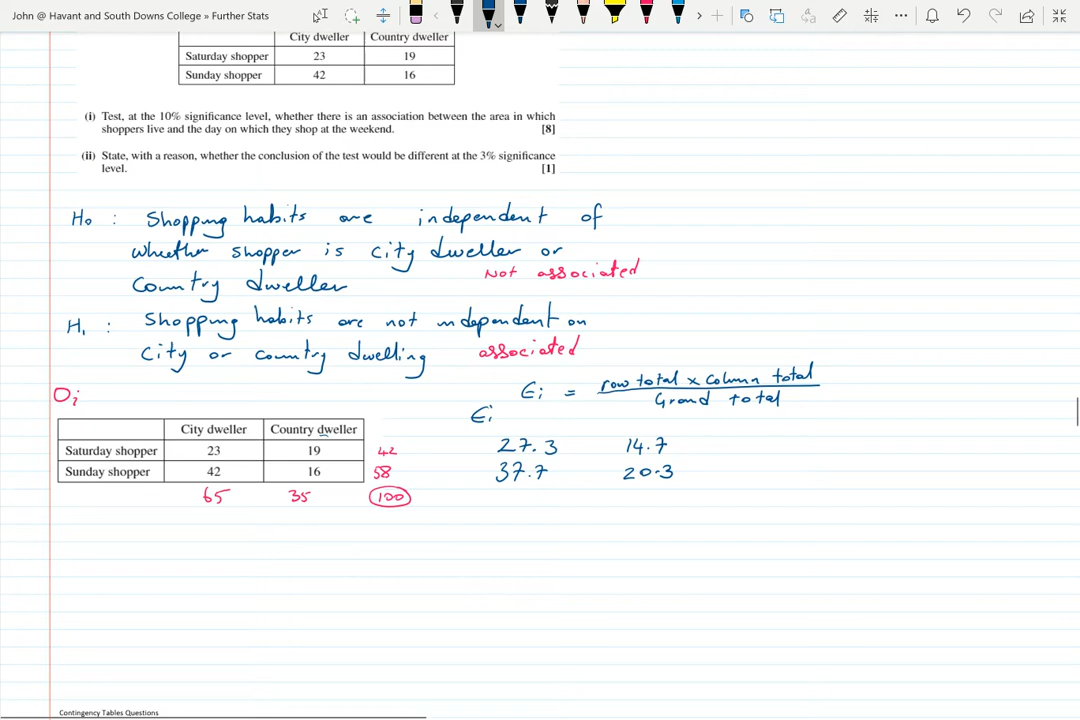 John @ Havant and South Downs College » Further Stats
City dweller Country dweller
Saturday shopper 23 19
Sunday shopper 42 16
(i) Test, at the 10% significance level, whether there is an association between the area in which
shoppers live and the day on which they shop at the weekend. [8]
(ii) State, with a reason, whether the conclusion of the test would be different at the 3% significance
level. [1]
H₀ : Shopping habits are independent of
whether shopper is city dweller or
Country dweller
Not associated
H₁ : Shopping habits are not independent on
City or country dwelling
associated
Oᵢ
Eᵢ = row total x column total
Grand total
Eᵢ
City dweller Country dweller
Saturday shopper 23 19 42 27.3 14.7
Sunday shopper 42 16 58 37.7 20.3
65 35 100
Contingency Tables Questions